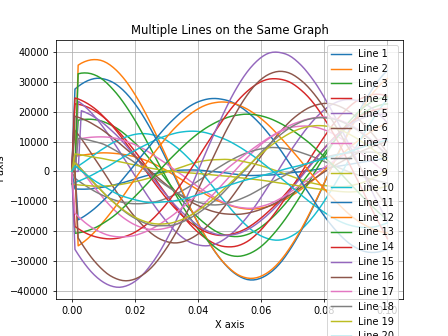 Multiple Lines on the Same Graph
40000
30000
20000
10000
0
-10000
-20000
-30000
-40000
0.00
0.02
0.04
0.06
X axis
Line 1
Line 2
Line 3
Line 4
Line 5
Line 6
Line 7
Line 8
Line 9
Line 10
Line 11
Line 12
Line 13
Line 14
Line 15
Line 16
Line 17
Line 18
Line 19
Line 20